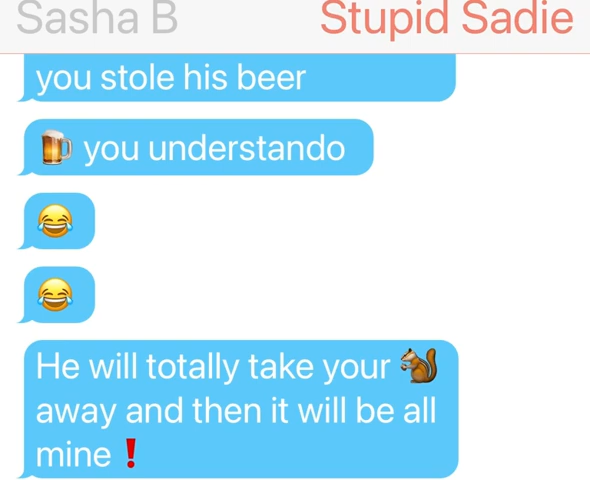 Sasha B
Stupid Sadie
you stole his beer
🍺 you understando
😂
😂
He will totally take your 🐿️
away and then it will be all
mine❗